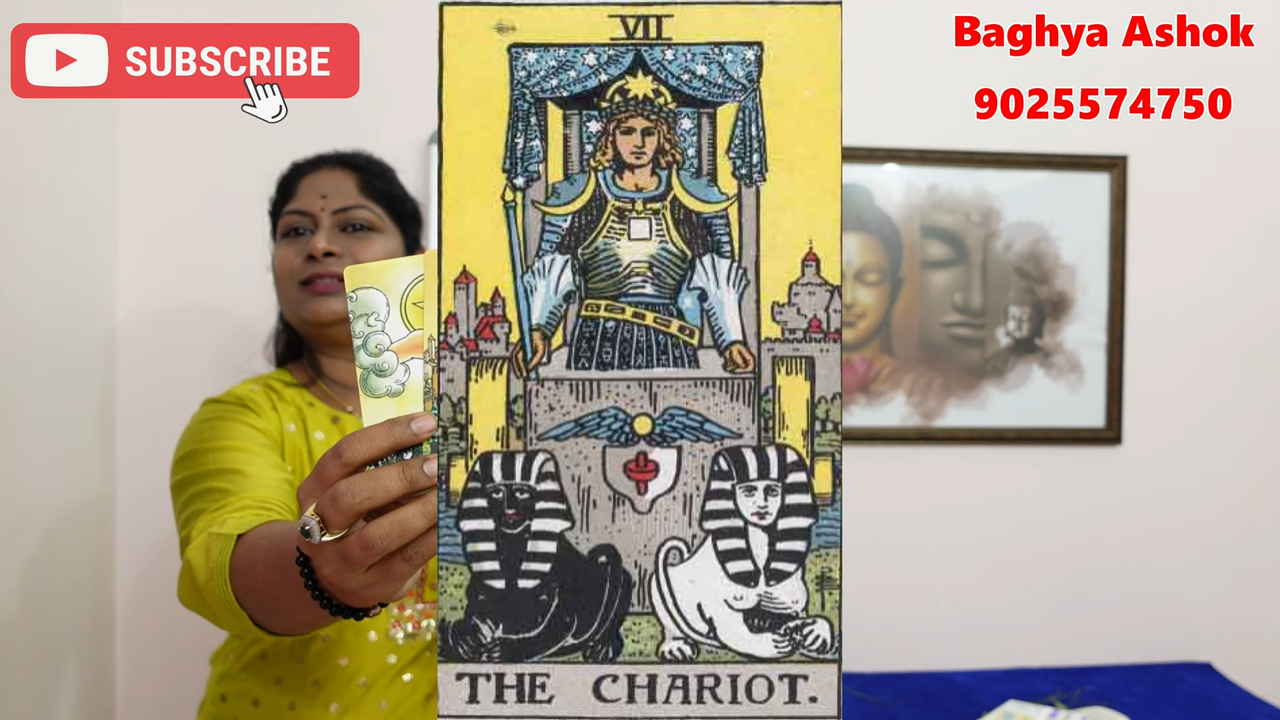 SUBSCRIBE
VII
Baghya Ashok
9025574750
THE CHARIOT.